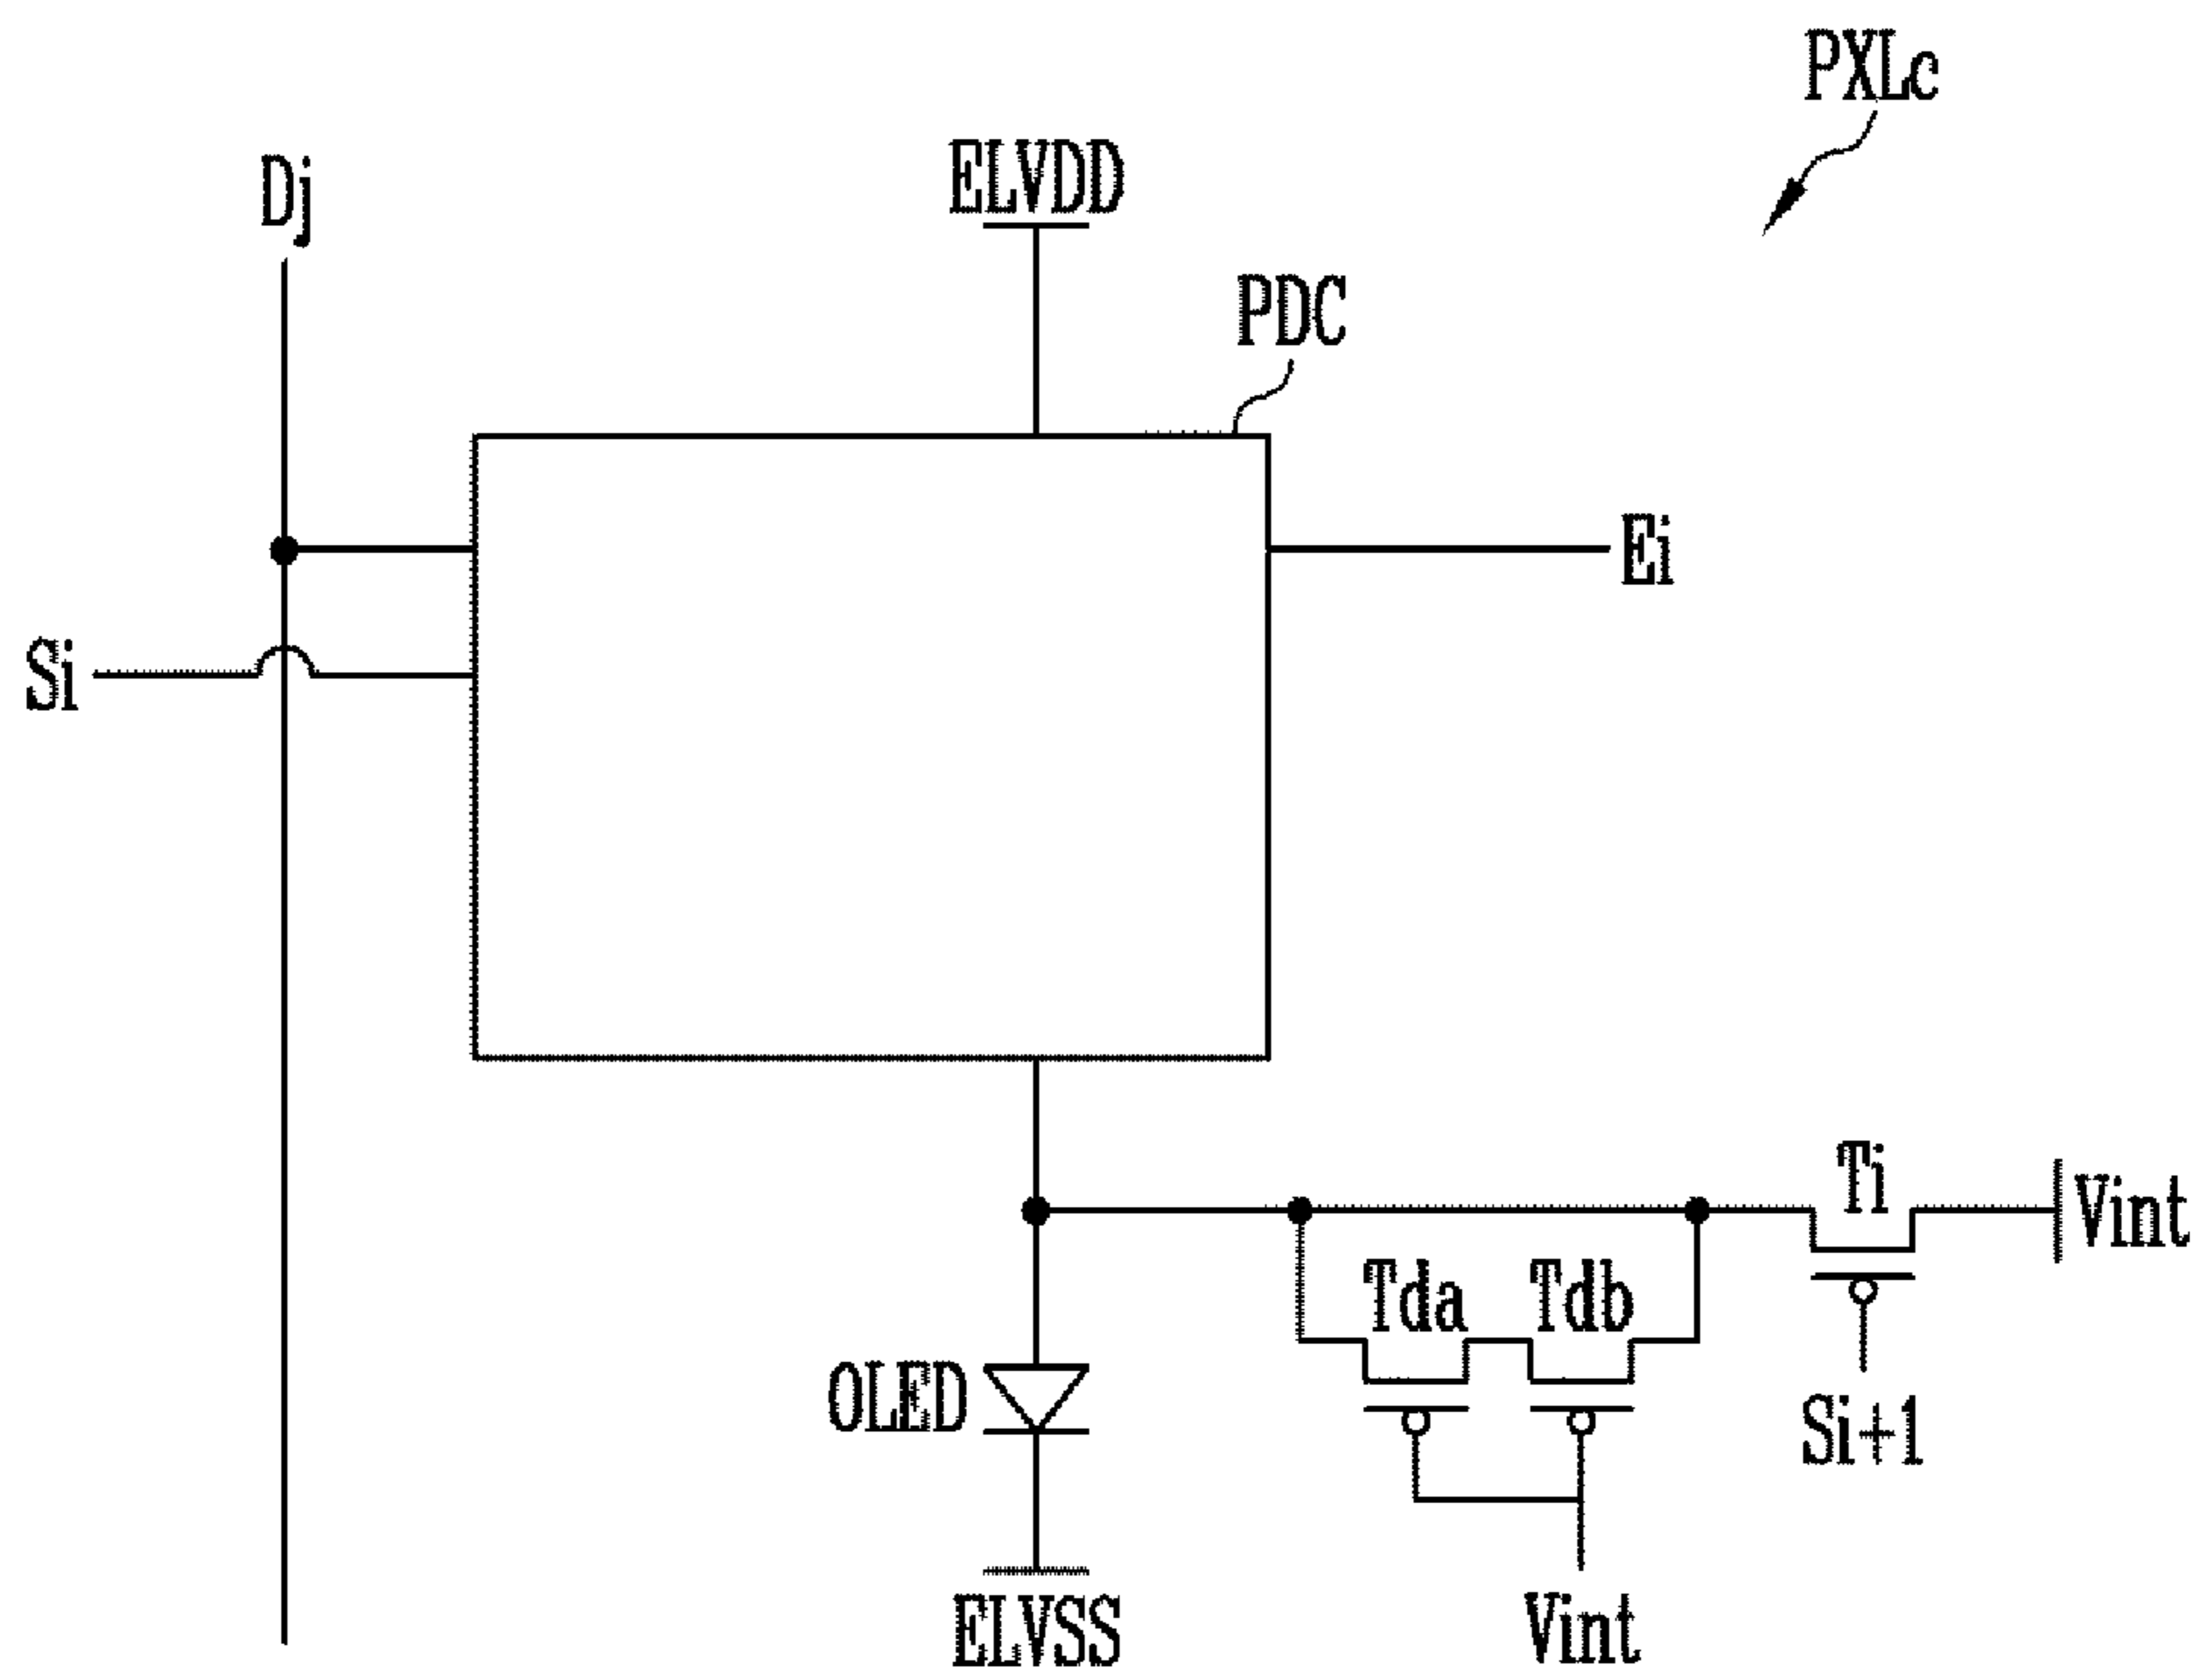 PXLc
Dj
ELVDD
PDC
Ei
Si
Ti
Vint
Tda
Tdb
OLED
Si+1
ELVSS
Vint